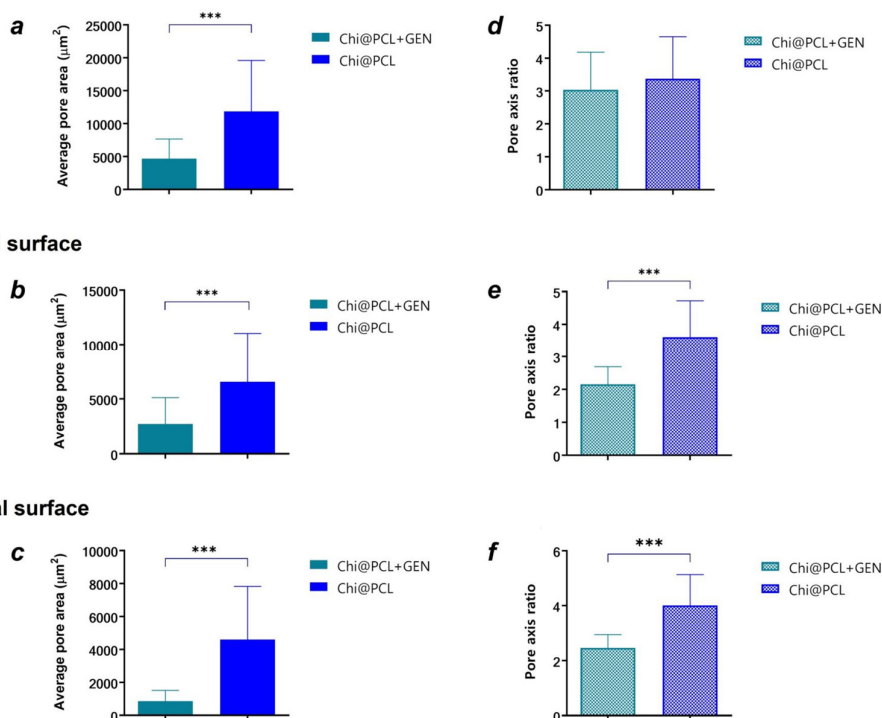 a
***
Average pore area (μm²)
25000
20000
15000
10000
5000
0
Chi@PCL+GEN
Chi@PCL
d
Pore axis ratio
5
4
3
2
1
0
Chi@PCL+GEN
Chi@PCL
surface
b
***
Average pore area (μm²)
15000
10000
5000
0
Chi@PCL+GEN
Chi@PCL
e
***
Pore axis ratio
5
4
3
2
1
0
Chi@PCL+GEN
Chi@PCL
surface
c
***
Average pore area (μm²)
10000
8000
6000
4000
2000
0
Chi@PCL+GEN
Chi@PCL
f
***
Pore axis ratio
6
4
2
0
Chi@PCL+GEN
Chi@PCL